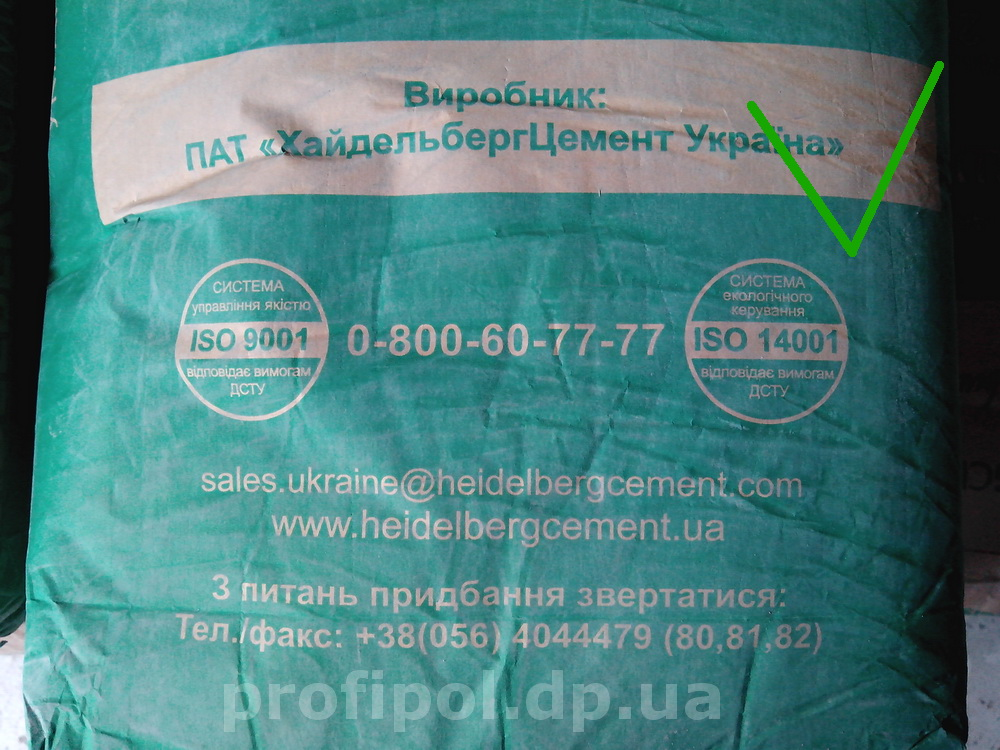 Виробник:
ПАТ «ХайдельбергЦемент Україна»
СИСТЕМА
управління якістю
ISO 9001
відповідає вимогам
ДСТУ
0-800-60-77-77
СИСТЕМА
екологічного
керування
ISO 14001
відповідає вимогам
ДСТУ
sales.ukraine@heidelbergcement.com
www.heidelbergcement.ua
З питань придбання звертатися:
Тел./факс: +38(056) 4044479 (80,81,82)
profipol.dp.ua